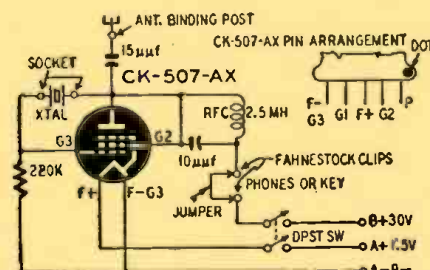 ANT. BINDING POST
15μμf
CK-507-AX PIN ARRANGEMENT
DOT
SOCKET
CK-507-AX
XTAL
RFC 2.5 MH
F-
G3 G1 F+ G2 P
G3
G2
10μμf
220K
FAHNESTOCK CLIPS
PHONES OR KEY
F+ F-G3
JUMPER
B+30V
DPST SW
A+ 1.5V
A-B-